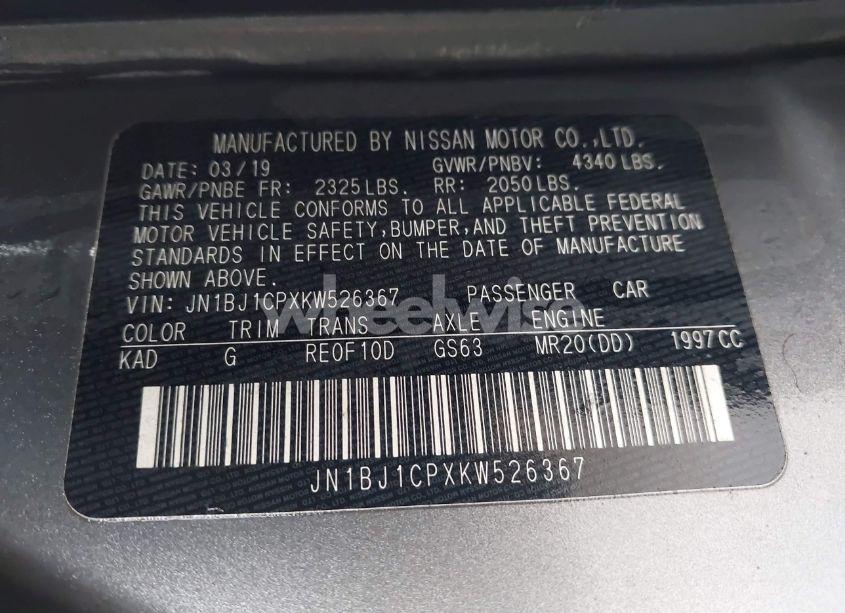 MANUFACTURED BY NISSAN MOTOR CO.,LTD.
DATE: 03/19 GVWR/PNBV: 4340 LBS.
GAWR/PNBE FR: 2325 LBS. RR: 2050 LBS.
THIS VEHICLE CONFORMS TO ALL APPLICABLE FEDERAL
MOTOR VEHICLE SAFETY,BUMPER,AND THEFT PREVENTION
STANDARDS IN EFFECT ON THE DATE OF MANUFACTURE
SHOWN ABOVE.
VIN: JN1BJ1CPXKW526367 PASSENGER CAR
wheelwise
COLOR TRIM TRANS AXLE ENGINE
KAD G RE0F10D GS63 MR20(DD) 1997CC
JN1BJ1CPXKW526367